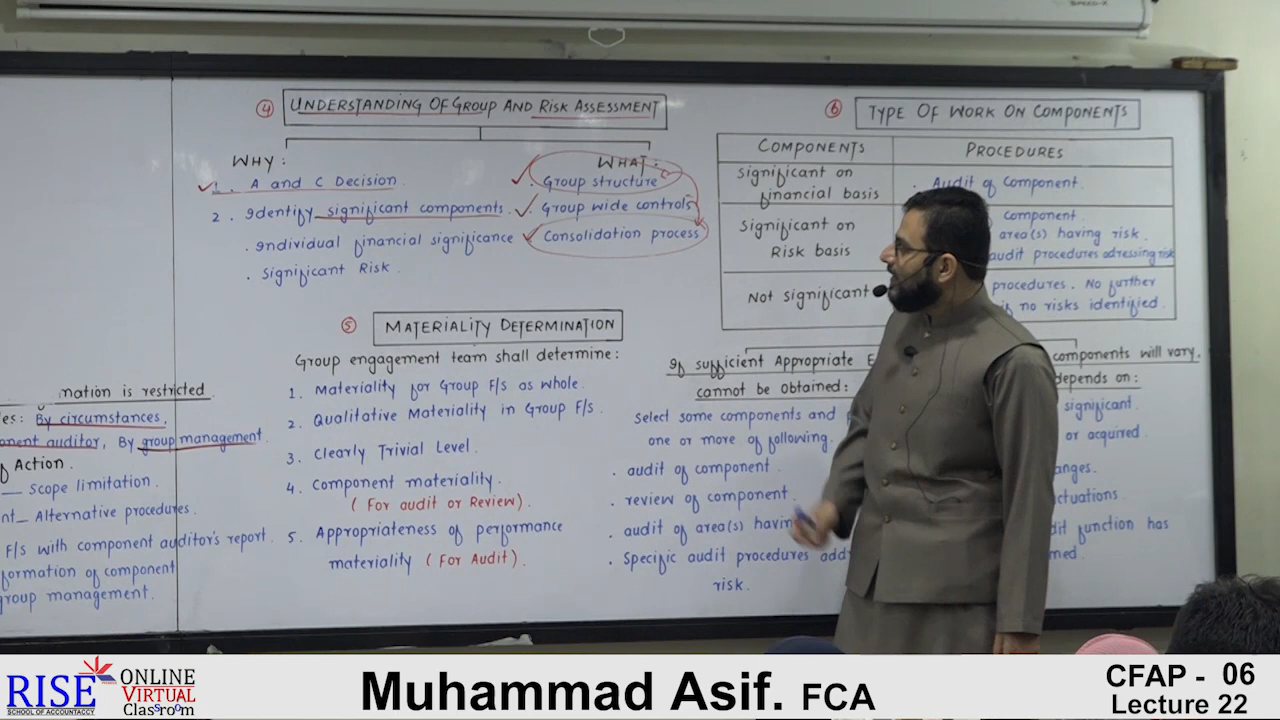 SPEED-X
④ UNDERSTANDING OF GROUP AND RISK ASSESSMENT
WHY:
1. A and C Decision
2. Identify significant components.
. Individual financial significance
. Significant Risk.
WHAT:
. Group structure
. Group wide controls
. Consolidation process
⑤ MATERIALITY DETERMINATION
Group engagement team shall determine:
1. Materiality for Group F/s as whole.
2. Qualitative Materiality in Group F/s.
3. Clearly Trivial Level.
4. Component materiality.
(For audit or Review).
5. Appropriateness of performance
materiality (For Audit).
mation is restricted
es: By circumstances,
onent auditor, By group management.
f Action.
— Scope limitation.
nt— Alternative procedures.
F/s with component auditor's report.
formation of component
group management.
⑥ TYPE OF WORK ON COMPONENTS
COMPONENTS PROCEDURES
Significant on
financial basis
. Audit of Component.
Significant on
Risk basis
component.
area(s) having risk.
audit procedures adressing risk
Not significant
procedures. No further
if no risks identified.
If sufficient Appropriate E
cannot be obtained:
Select some components and
one or more of following.
. audit of component.
. review of component.
. audit of area(s) havin
. Specific audit procedures add
risk.
components will vary.
depends on:
significant.
or acquired.
anges.
ctuations.
dit function has
med.
RISE
SCHOOL OF ACCOUNTANCY
ONLINE
VIRTUAL
Classroom
Muhammad Asif. FCA
CFAP - 06
Lecture 22